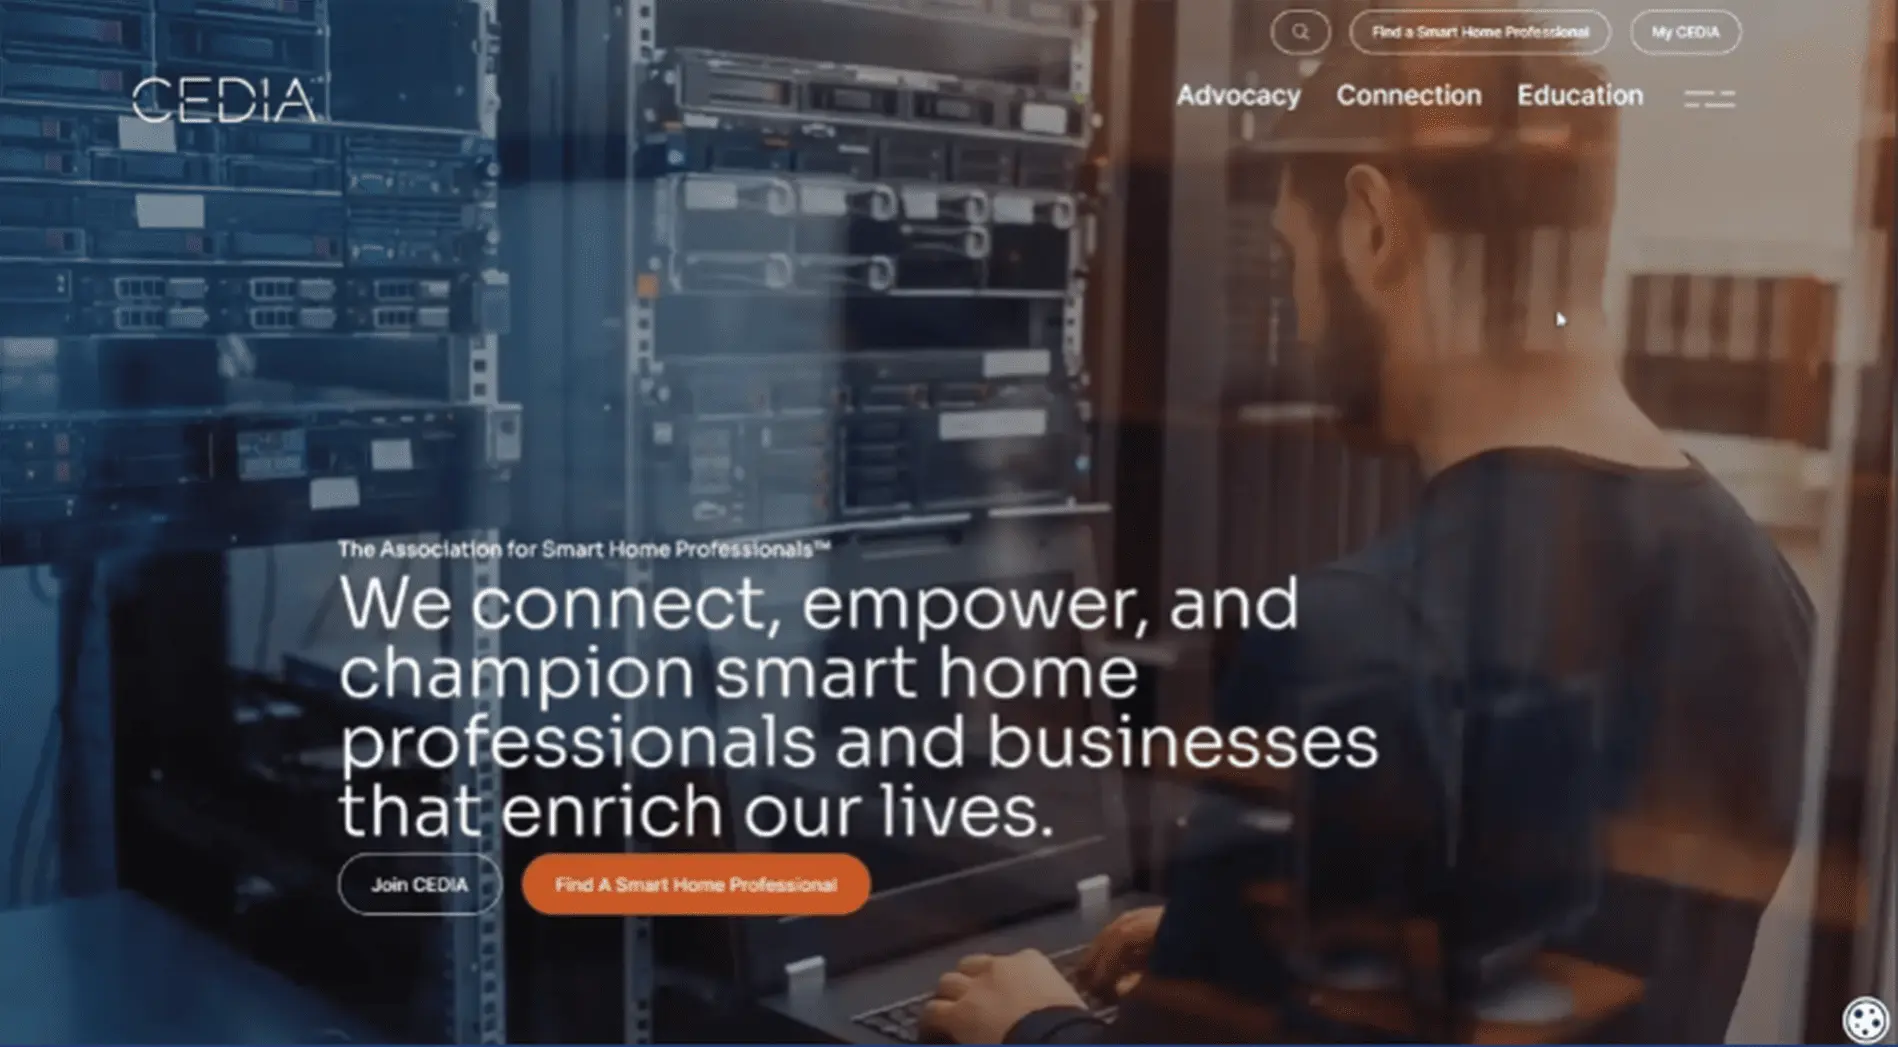 Find a Smart Home Professional
My CEDIA
CEDIA
Advocacy
Connection
Education
The Association for Smart Home Professionals™
We connect, empower, and
champion smart home
professionals and businesses
that enrich our lives.
Join CEDIA
Find A Smart Home Professional